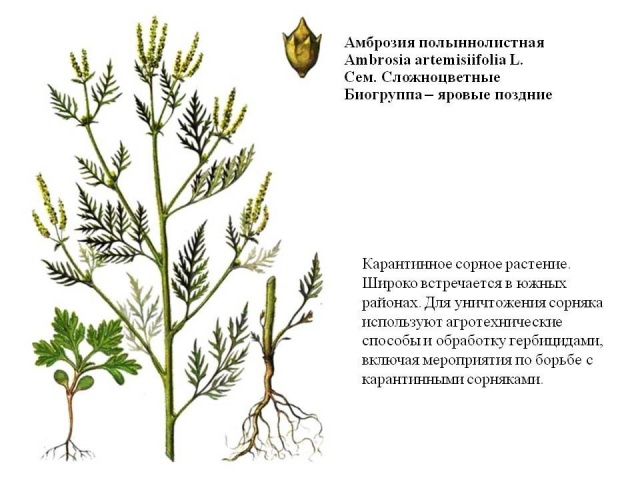 Амброзия полыннолистная
Ambrosia artemisiifolia L.
Сем. Сложноцветные
Биогруппа – яровые поздние
Карантинное сорное растение.
Широко встречается в южных
районах. Для уничтожения сорняка
используют агротехнические
способы и обработку гербицидами,
включая мероприятия по борьбе с
карантинными сорняками.